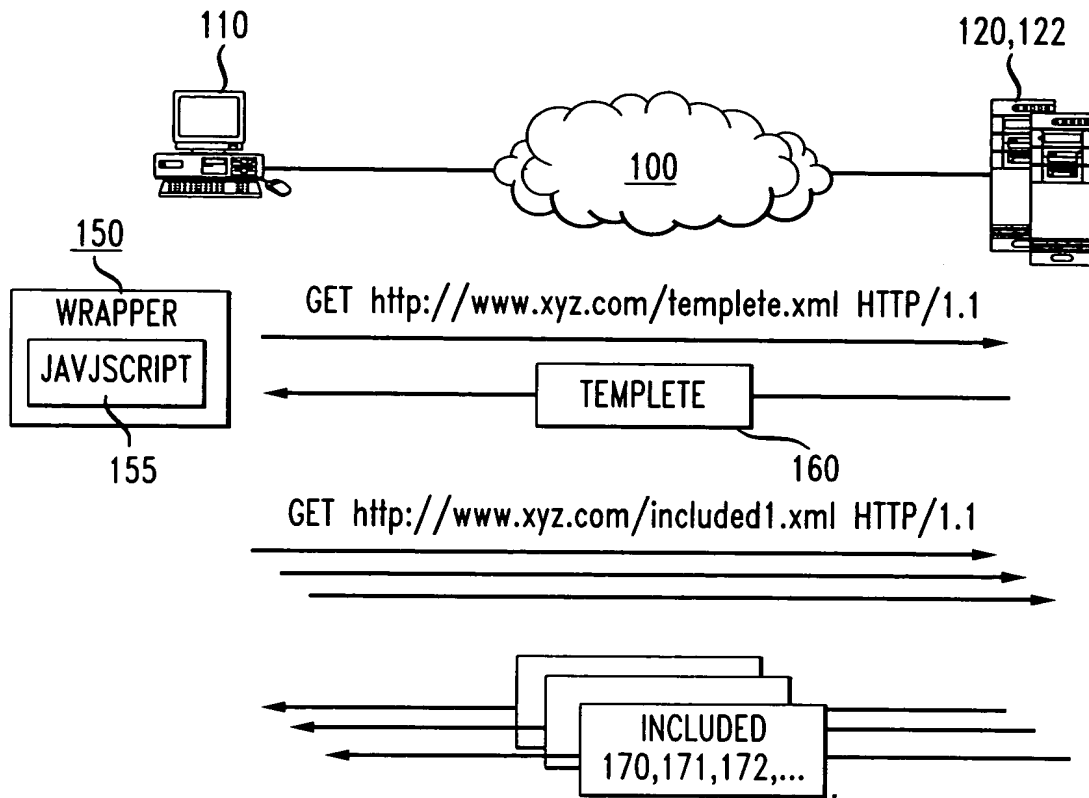 110
120,122
100
150
WRAPPER
JAVJSCRIPT
155
GET http://www.xyz.com/templete.xml HTTP/1.1
TEMPLETE
160
GET http://www.xyz.com/included1.xml HTTP/1.1
INCLUDED
170,171,172,...